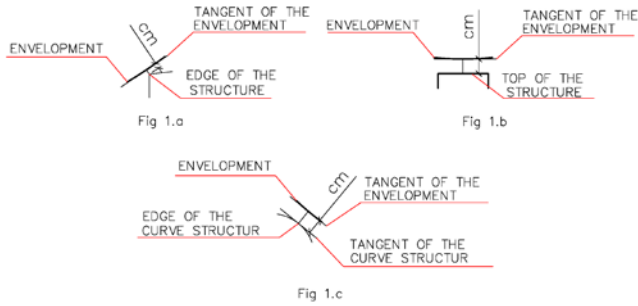 TANGENT OF THE
ENVELOPMENT
ENVELOPMENT
cm
EDGE OF THE
STRUCTURE
Fig 1.a
ENVELOPMENT
cm
TANGENT OF THE
ENVELOPMENT
TOP OF THE
STRUCTURE
Fig 1.b
ENVELOPMENT
cm
TANGENT OF THE
ENVELOPMENT
EDGE OF THE
CURVE STRUCTUR
TANGENT OF THE
CURVE STRUCTUR
Fig 1.c